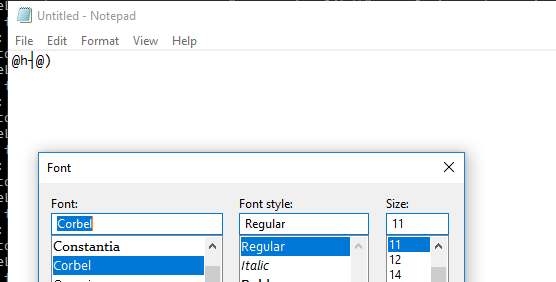 Untitled - Notepad
File Edit Format View Help
@h-@)
Font
Font: Font style: Size:
Corbel Regular 11
Constantia Regular 11
Corbel Italic 12
14